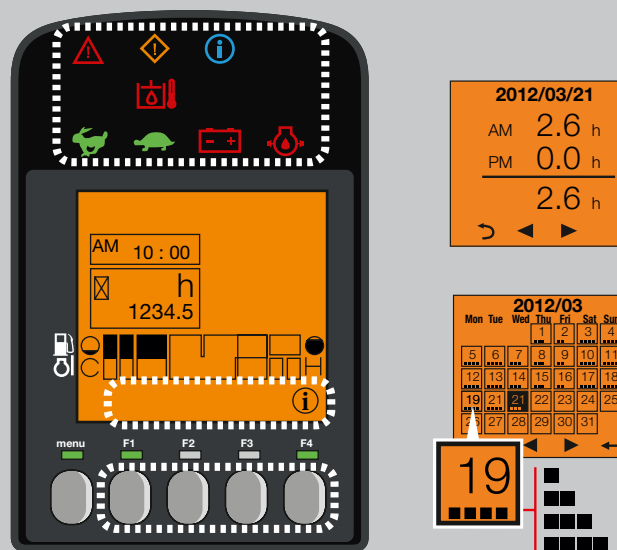 AM 10 : 00
h
1234.5
C H
menu F1 F2 F3 F4
2012/03/21
AM 2.6 h
PM 0.0 h
2.6 h
2012/03
Mon Tue Wed Thu Fri Sat Sun
1 2 3 4
5 6 7 8 9 10 11
12 13 14 15 16 17 18
19 21 21 22 23 24 25
26 27 28 29 30 31
19